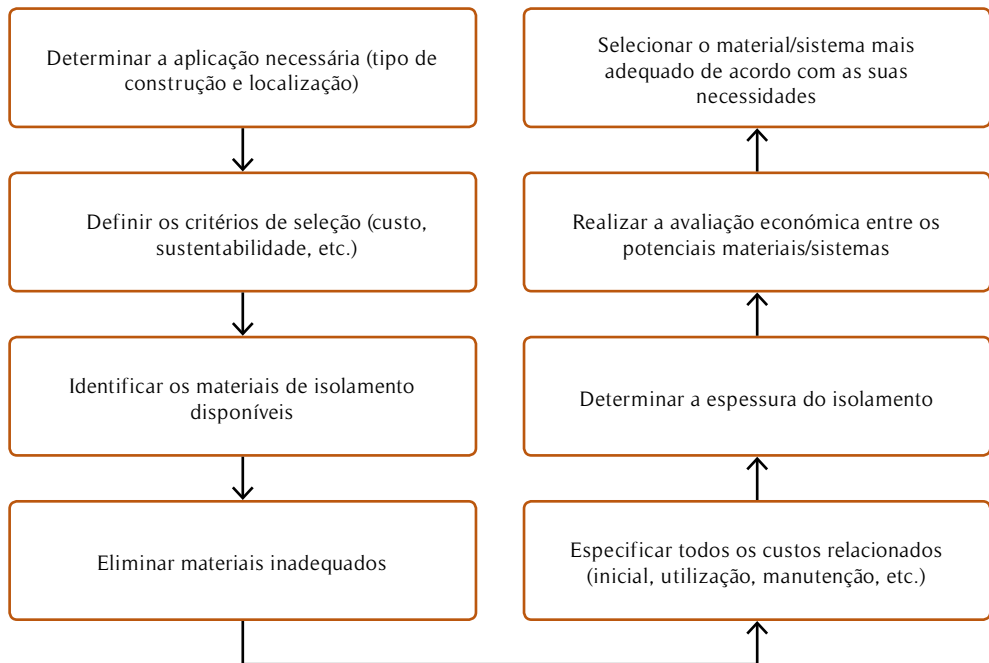 Determinar a aplicação necessária (tipo de
construção e localização)
Definir os critérios de seleção (custo,
sustentabilidade, etc.)
Identificar os materiais de isolamento
disponíveis
Eliminar materiais inadequados
Especificar todos os custos relacionados
(inicial, utilização, manutenção, etc.)
Determinar a espessura do isolamento
Realizar a avaliação económica entre os
potenciais materiais/sistemas
Selecionar o material/sistema mais
adequado de acordo com as suas
necessidades